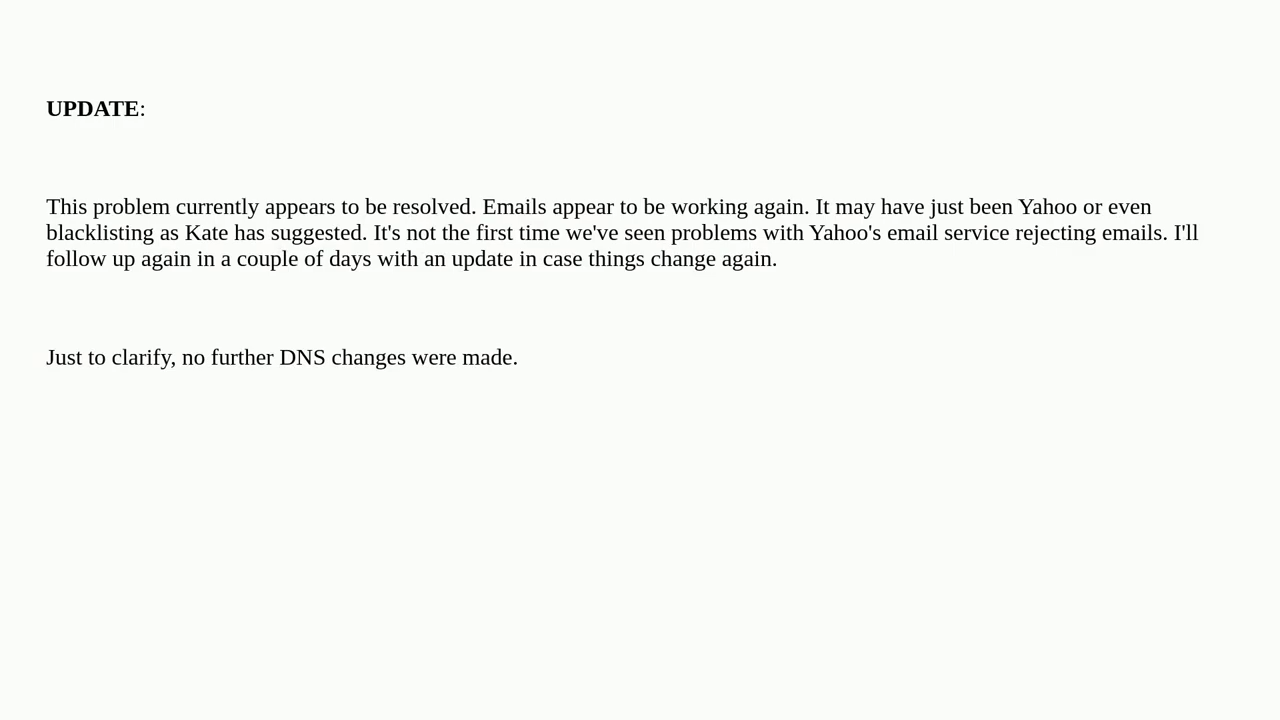 UPDATE:
This problem currently appears to be resolved. Emails appear to be working again. It may have just been Yahoo or even
blacklisting as Kate has suggested. It's not the first time we've seen problems with Yahoo's email service rejecting emails. I'll
follow up again in a couple of days with an update in case things change again.
Just to clarify, no further DNS changes were made.